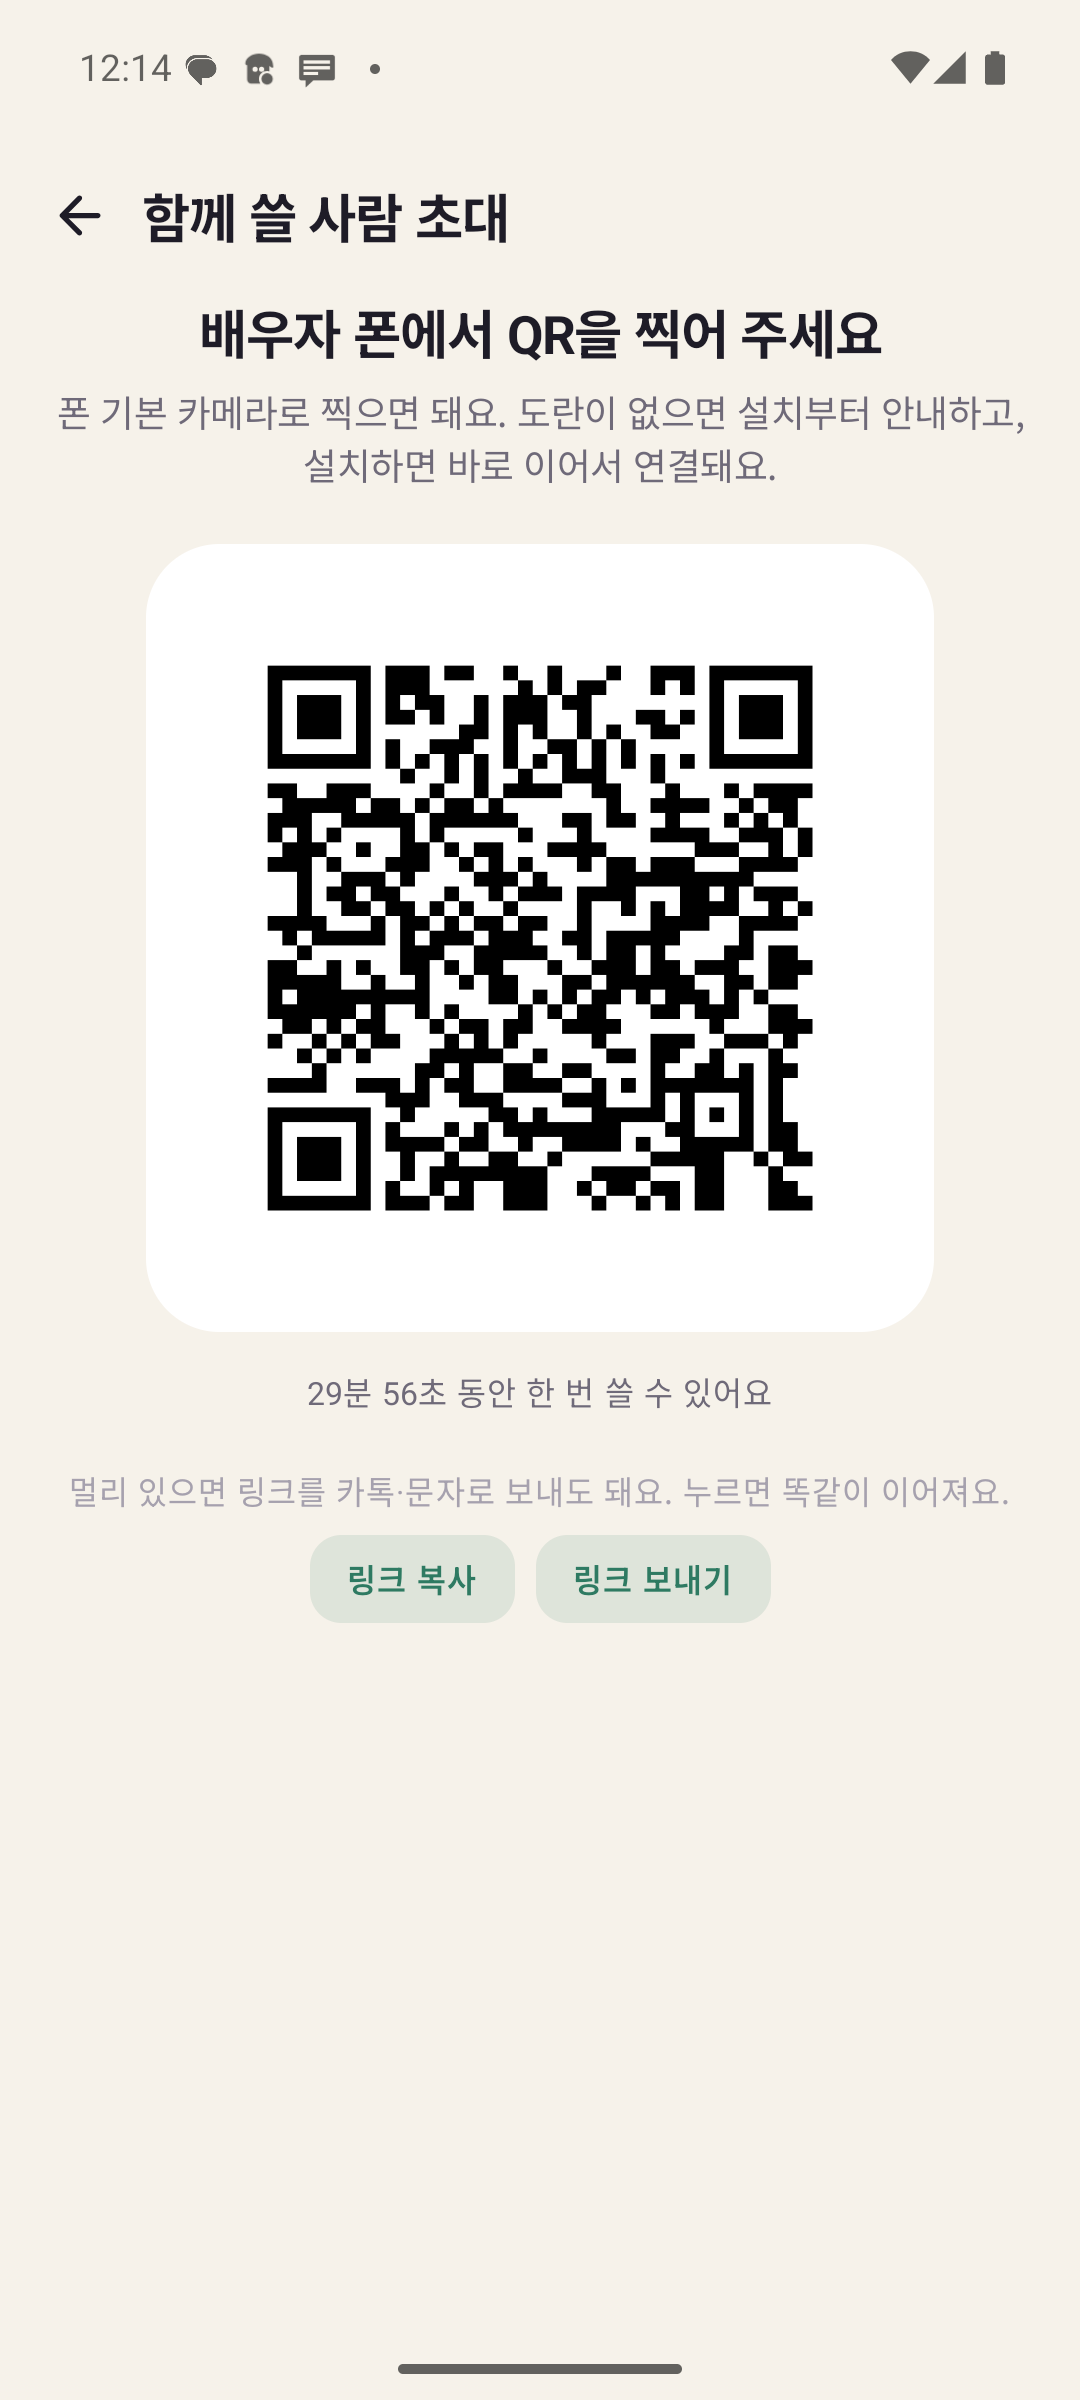 12:14
함께 쓸 사람 초대
배우자 폰에서 QR을 찍어 주세요
폰 기본 카메라로 찍으면 돼요. 도란이 없으면 설치부터 안내하고,
설치하면 바로 이어서 연결돼요.
29분 56초 동안 한 번 쓸 수 있어요
멀리 있으면 링크를 카톡·문자로 보내도 돼요. 누르면 똑같이 이어져요.
링크 복사
링크 보내기